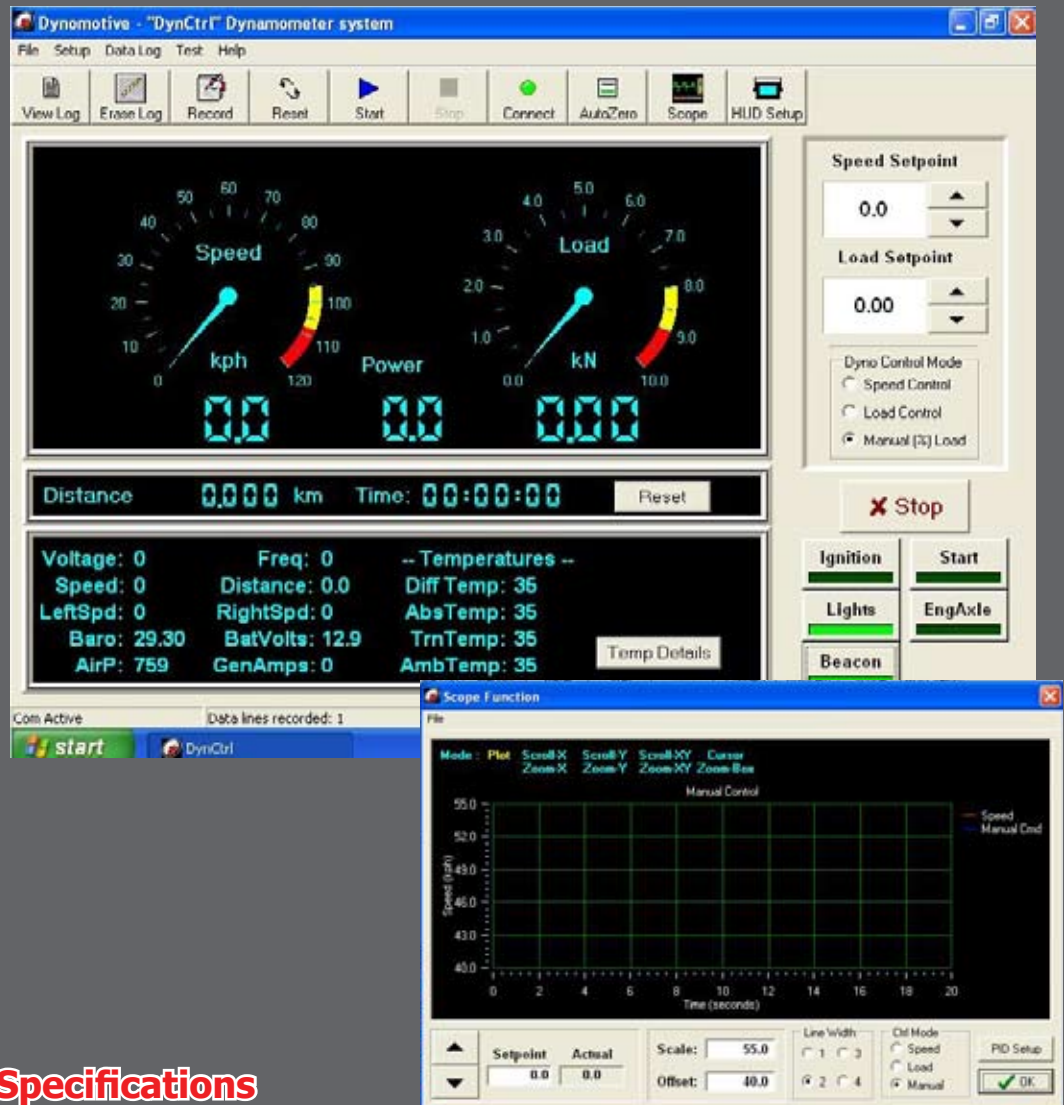 Dynomotive - "DynCtrl" Dynamometer system
File Setup Data Log Test Help
View Log Erase Log Record Reset Start Stop Connect AutoZero Scope HUD Setup
Speed Setpoint
0.0
Load Setpoint
0.00
Dyno Control Mode
Speed Control
Load Control
Manual (%) Load
Stop
Ignition Start
Lights EngAxle
Beacon
0 10 20 30 40 50 60 70 80 90 100 110 120
Speed
kph
0.0
Power
0.0
0.0 1.0 2.0 3.0 4.0 5.0 6.0 7.0 8.0 9.0 10.0
Load
kN
0.00
Distance 0.000 km Time: 00:00:00 Reset
Voltage: 0 Freq: 0 -- Temperatures --
Speed: 0 Distance: 0.0 Diff Temp: 35
LeftSpd: 0 RightSpd: 0 AbsTemp: 35
Baro: 29.30 BatVolts: 12.9 TrnTemp: 35
AirP: 759 GenAmps: 0 AmbTemp: 35
Temp Details
Com Active Data lines recorded: 1
start DynCtrl
Scope Function
File
Mode : Plot Scroll-X Scroll-Y Scroll-XY Cursor
Zoom-X Zoom-Y Zoom-XY Zoom-Box
Manual Control
Speed
Manual Cmd
Speed (kph)
55.0
52.0
49.0
46.0
43.0
40.0
0 2 4 6 8 10 12 14 16 18 20
Time (seconds)
Setpoint Actual
0.0 0.0
Scale: 55.0
Offset: 40.0
Line Width
1 3
2 4
Ctrl Mode
Speed
Load
Manual
PID Setup
OK
Specifications